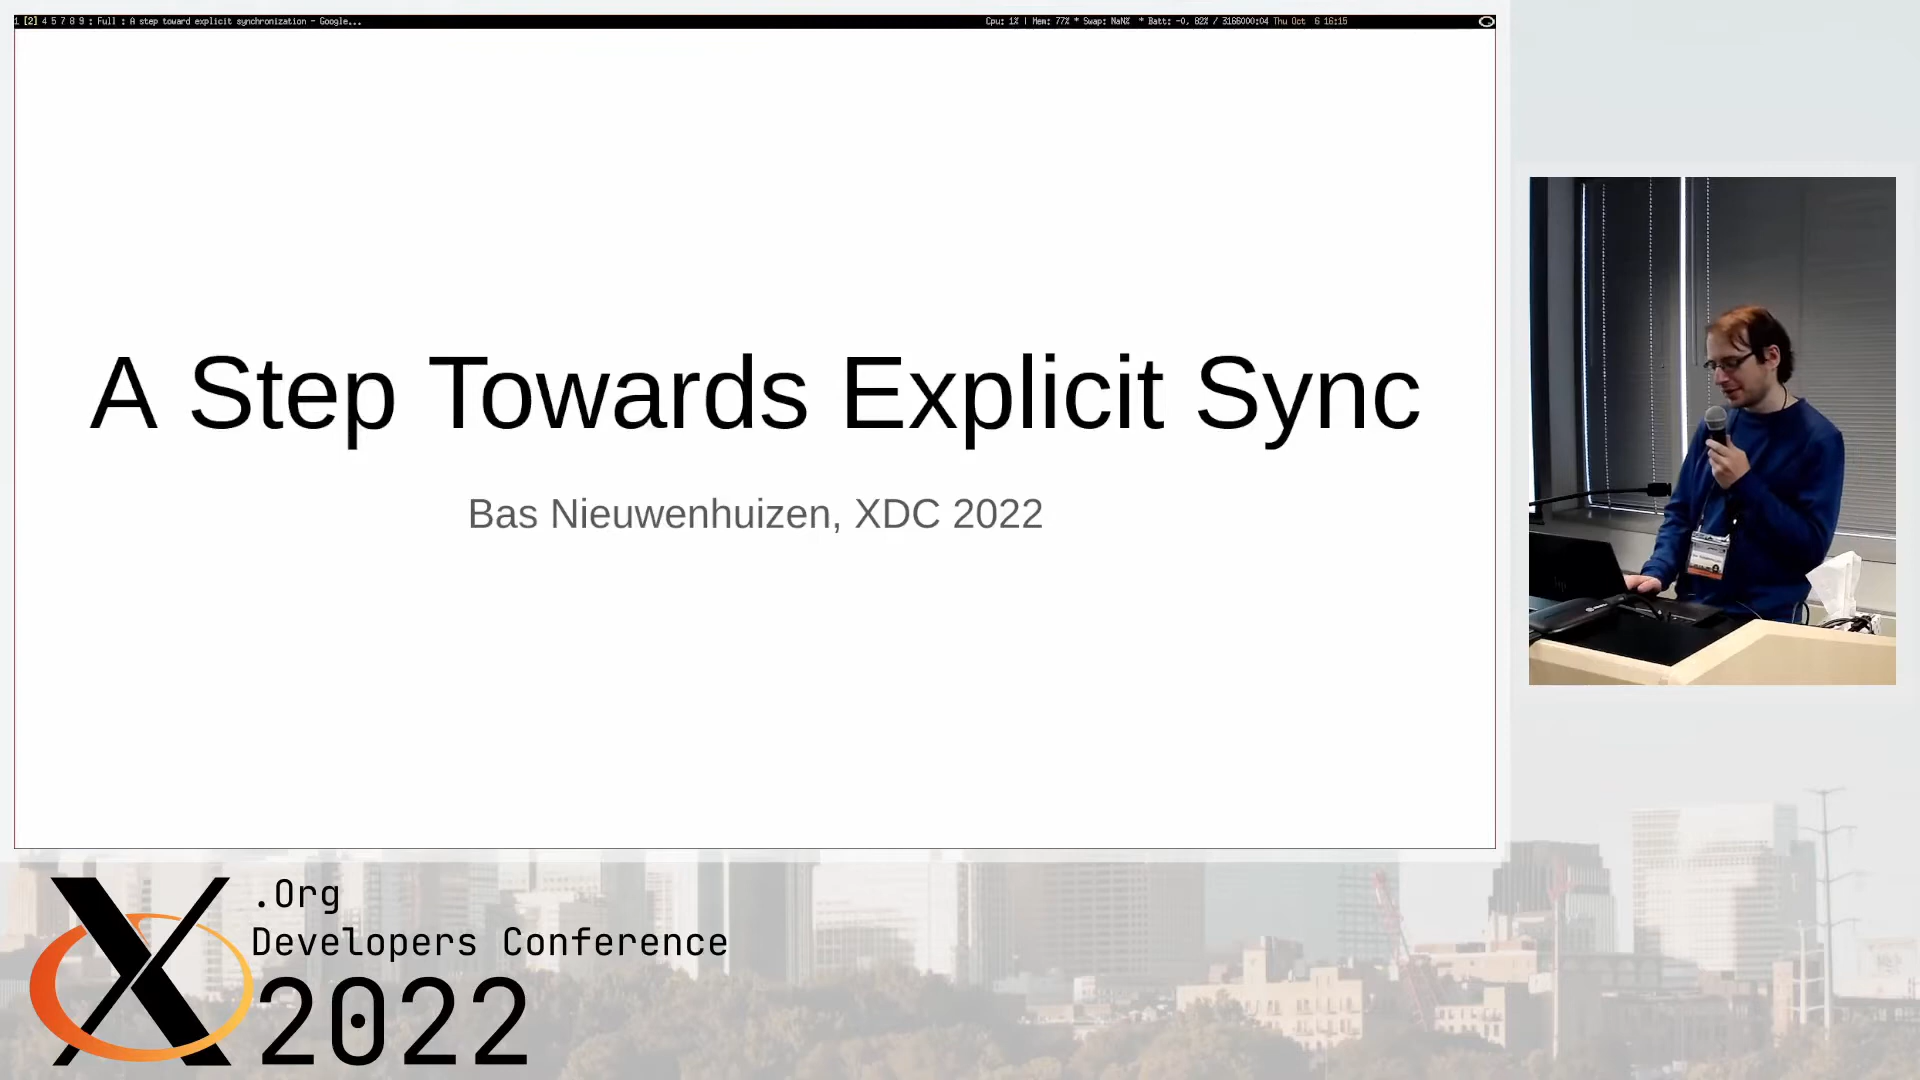 1 [2] 4 5 7 8 9 : Full : A step toward explicit synchronization - Google...
Cpu: 1% | Mem: 77% * Swap: NaN% * Batt: -0, 82% / 3166000:04 Thu Oct 6 16:15
A Step Towards Explicit Sync
Bas Nieuwenhuizen, XDC 2022
.Org
Developers Conference
2022